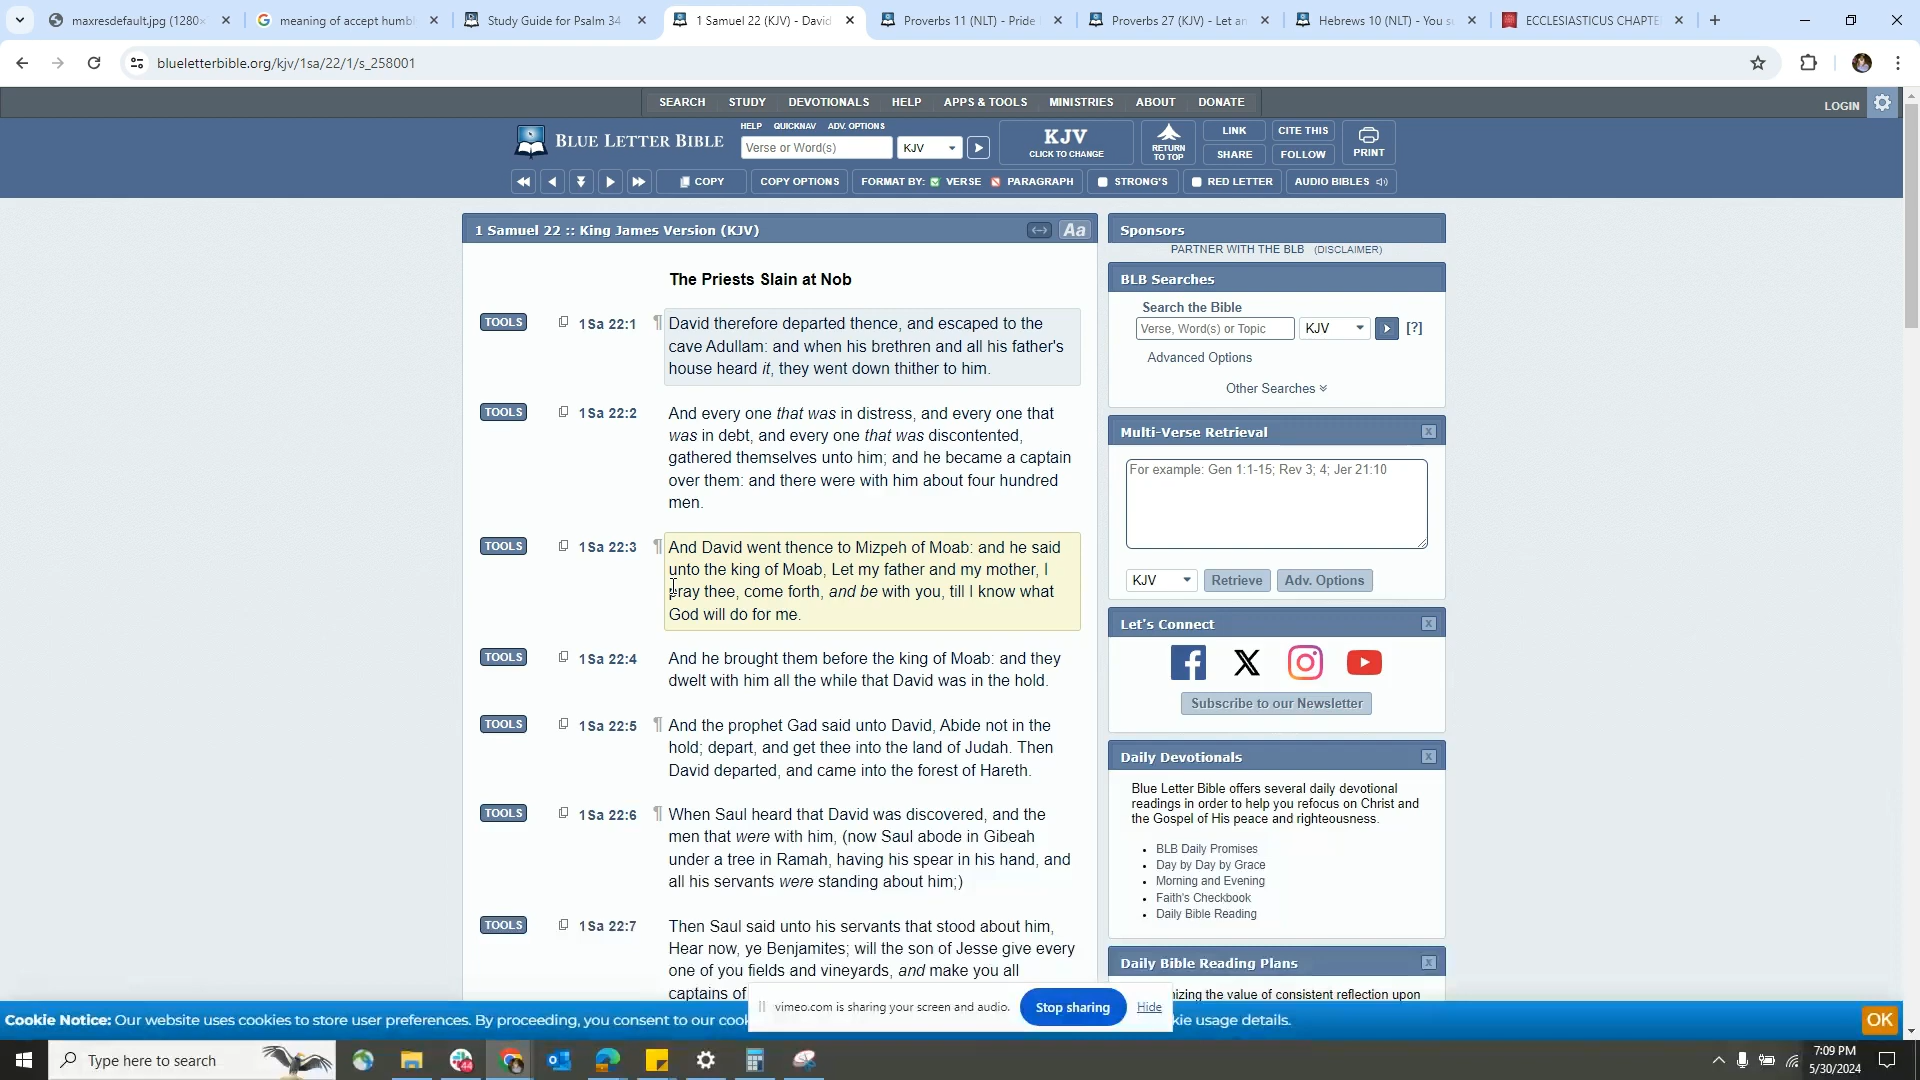 maxresdefault.jpg (1280×
meaning of accept humb
Study Guide for Psalm 34
1 Samuel 22 (KJV) - David
Proverbs 11 (NLT) - Pride
Proverbs 27 (KJV) - Let an
Hebrews 10 (NLT) - You s
ECCLESIASTICUS CHAPTE
blueletterbible.org/kjv/1sa/22/1/s_258001
SEARCH STUDY DEVOTIONALS HELP APPS & TOOLS MINISTRIES ABOUT DONATE
LOGIN
BLUE LETTER BIBLE
HELP QUICKNAV ADV. OPTIONS
Verse or Word(s) KJV
KJV
CLICK TO CHANGE
RETURN
TO TOP
LINK
CITE THIS
SHARE
FOLLOW
PRINT
COPY COPY OPTIONS FORMAT BY: VERSE PARAGRAPH STRONG'S RED LETTER AUDIO BIBLES
1 Samuel 22 :: King James Version (KJV)
Aa
The Priests Slain at Nob
TOOLS 1Sa 22:1 ¶ David therefore departed thence, and escaped to the
cave Adullam: and when his brethren and all his father's
house heard it, they went down thither to him.
TOOLS 1Sa 22:2 And every one that was in distress, and every one that
was in debt, and every one that was discontented,
gathered themselves unto him; and he became a captain
over them: and there were with him about four hundred
men.
TOOLS 1Sa 22:3 ¶ And David went thence to Mizpeh of Moab: and he said
unto the king of Moab, Let my father and my mother, I
pray thee, come forth, and be with you, till I know what
God will do for me.
TOOLS 1Sa 22:4 And he brought them before the king of Moab: and they
dwelt with him all the while that David was in the hold.
TOOLS 1Sa 22:5 ¶ And the prophet Gad said unto David, Abide not in the
hold; depart, and get thee into the land of Judah. Then
David departed, and came into the forest of Hareth.
TOOLS 1Sa 22:6 ¶ When Saul heard that David was discovered, and the
men that were with him, (now Saul abode in Gibeah
under a tree in Ramah, having his spear in his hand, and
all his servants were standing about him;)
TOOLS 1Sa 22:7 Then Saul said unto his servants that stood about him,
Hear now, ye Benjamites; will the son of Jesse give every
one of you fields and vineyards, and make you all
captains of
Sponsors
PARTNER WITH THE BLB (DISCLAIMER)
BLB Searches
Search the Bible
Verse, Word(s) or Topic KJV [?]
Advanced Options
Other Searches
Multi-Verse Retrieval
For example: Gen 1:1-15; Rev 3; 4; Jer 21:10
KJV Retrieve Adv. Options
Let's Connect
Subscribe to our Newsletter
Daily Devotionals
Blue Letter Bible offers several daily devotional
readings in order to help you refocus on Christ and
the Gospel of His peace and righteousness.
BLB Daily Promises
Day by Day by Grace
Morning and Evening
Faith's Checkbook
Daily Bible Reading
Daily Bible Reading Plans
izing the value of consistent reflection upon
vimeo.com is sharing your screen and audio. Stop sharing Hide
Cookie Notice: Our website uses cookies to store user preferences. By proceeding, you consent to our cook
kie usage details.
OK
Type here to search
44
7:09 PM
5/30/2024